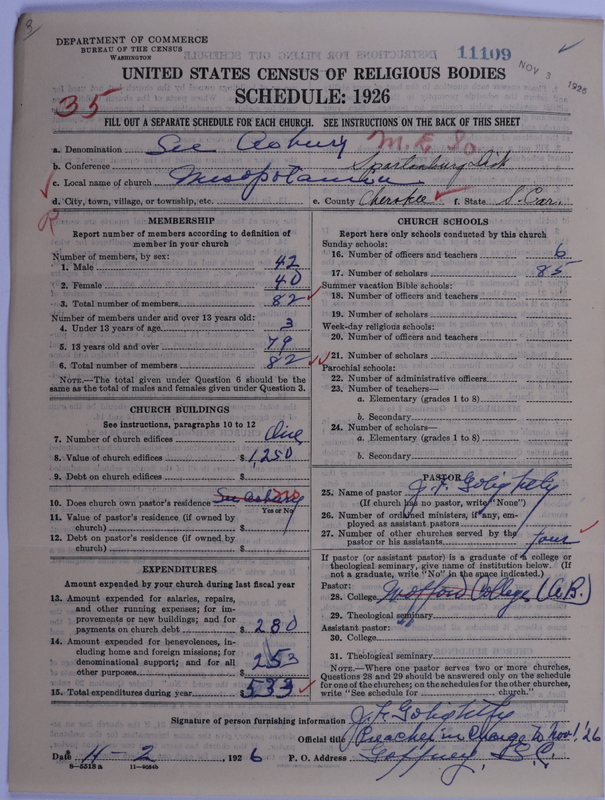 3
DEPARTMENT OF COMMERCE
BUREAU OF THE CENSUS
WASHINGTON
11109
NOV 3 1926
UNITED STATES CENSUS OF RELIGIOUS BODIES
SCHEDULE: 1926
35
FILL OUT A SEPARATE SCHEDULE FOR EACH CHURCH. SEE INSTRUCTIONS ON THE BACK OF THIS SHEET
a. Denomination See Asbury M. E. So
b. Conference Spartanburg Dist
c. Local name of church Mesopotamia
d. City, town, village, or township, etc. e. County Cherokee f. State S. Car.
R
MEMBERSHIP
Report number of members according to definition of member in your church
Number of members, by sex:
1. Male 42
2. Female 40
3. Total number of members 82
Number of members under and over 13 years old:
4. Under 13 years of age 3
5. 13 years old and over 79
6. Total number of members 82
NOTE.—The total given under Question 6 should be the same as the total of males and females given under Question 3.
CHURCH BUILDINGS
See instructions, paragraphs 10 to 12
7. Number of church edifices One
8. Value of church edifices $ 1,250
9. Debt on church edifices $
10. Does church own pastor's residence See Asbury no
Yes or No
11. Value of pastor's residence (if owned by church) $
12. Debt on pastor's residence (if owned by church) $
EXPENDITURES
Amount expended by your church during last fiscal year
13. Amount expended for salaries, repairs, and other running expenses; for improvements or new buildings; and for payments on church debt $ 280
14. Amount expended for benevolences, including home and foreign missions; for denominational support; and for all other purposes $ 253
15. Total expenditures during year $ 533
CHURCH SCHOOLS
Report here only schools conducted by this church
Sunday schools:
16. Number of officers and teachers 6
17. Number of scholars 85
Summer vacation Bible schools:
18. Number of officers and teachers
19. Number of scholars
Week-day religious schools:
20. Number of officers and teachers
21. Number of scholars
Parochial schools:
22. Number of administrative officers
23. Number of teachers—
a. Elementary (grades 1 to 8)
b. Secondary
24. Number of scholars—
a. Elementary (grades 1 to 8)
b. Secondary
PASTOR
25. Name of pastor J. F. Golightely
(If church has no pastor, write "None")
26. Number of ordained ministers, if any, employed as assistant pastors
27. Number of other churches served by the pastor or his assistants four
If pastor (or assistant pastor) is a graduate of a college or theological seminary, give name of institution below. (If not a graduate, write "No" in the space indicated.)
Pastor:
28. College Wofford College (A.B.)
29. Theological seminary
Assistant pastor:
30. College
31. Theological seminary
NOTE.—Where one pastor serves two or more churches, Questions 28 and 29 should be answered only on the schedule for one of the churches; on the schedules for the other churches, write "See schedule for church."
Signature of person furnishing information J. F. Golightely
Official title Preacher in Charge to Nov. 1 '26
Date 11-2, 1926 P. O. Address Gaffney, S.C.
8—5518 a 11—9064b